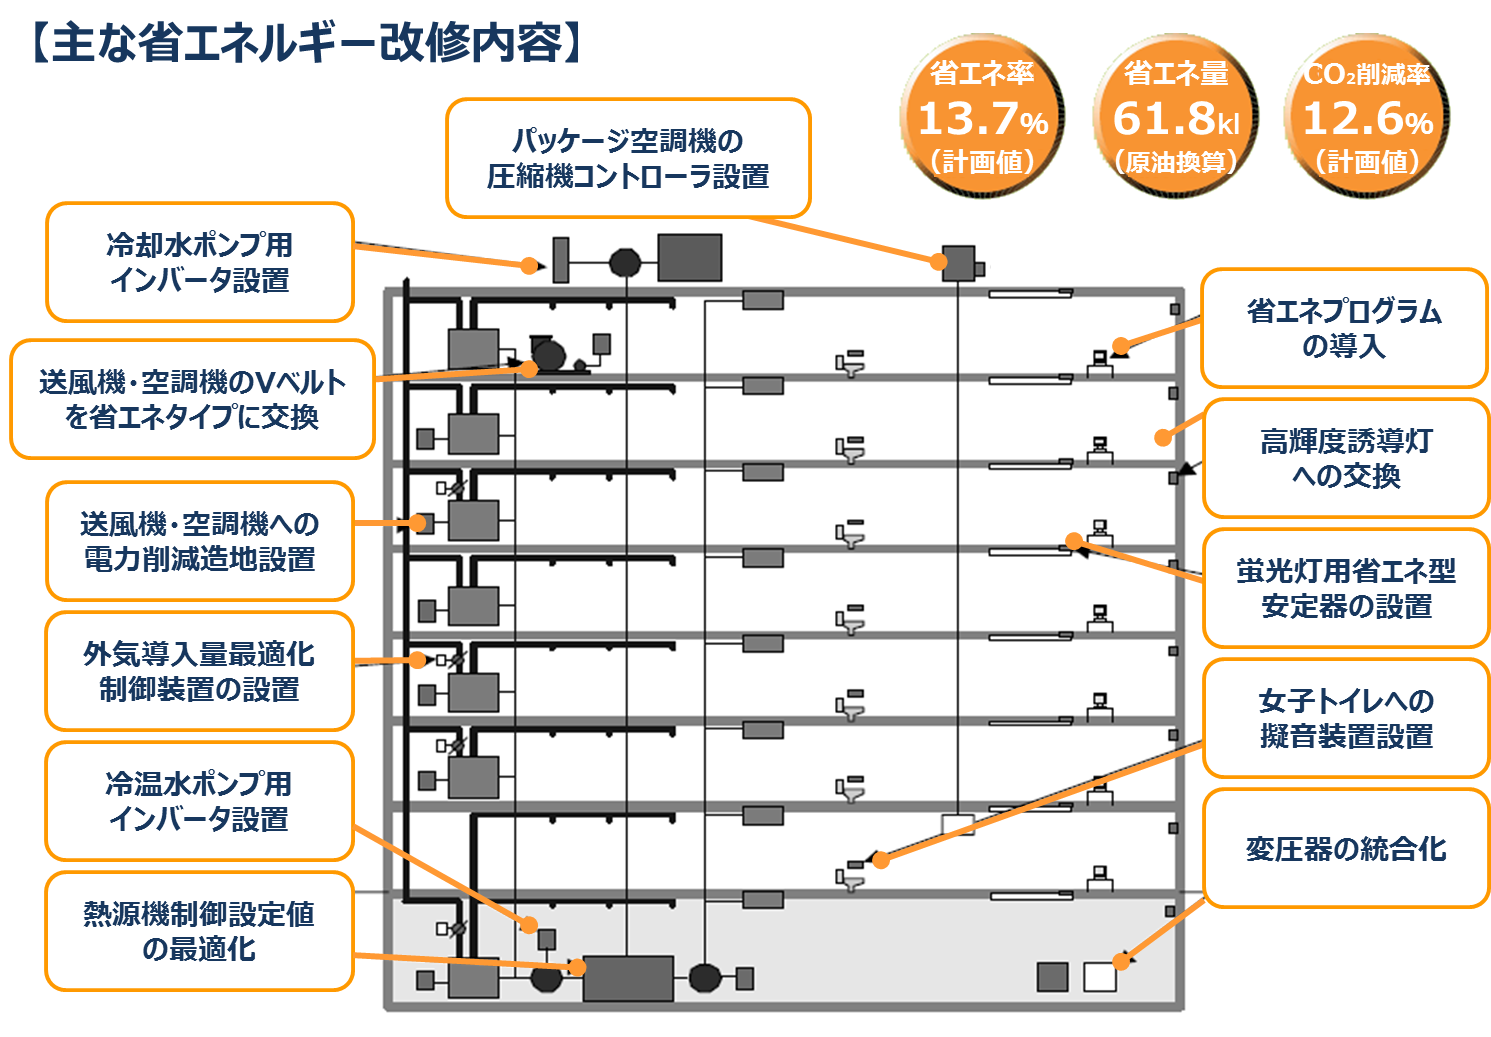 【主な省エネルギー改修内容】
省エネ率
13.7%
（計画値）
省エネ量
61.8kl
（原油換算）
CO₂削減率
12.6%
（計画値）
パッケージ空調機の
圧縮機コントローラ設置
冷却水ポンプ用
インバータ設置
送風機・空調機のVベルト
を省エネタイプに交換
送風機・空調機への
電力削減造地設置
外気導入量最適化
制御装置の設置
冷温水ポンプ用
インバータ設置
熱源機制御設定値
の最適化
省エネプログラム
の導入
高輝度誘導灯
への交換
蛍光灯用省エネ型
安定器の設置
女子トイレへの
擬音装置設置
変圧器の統合化